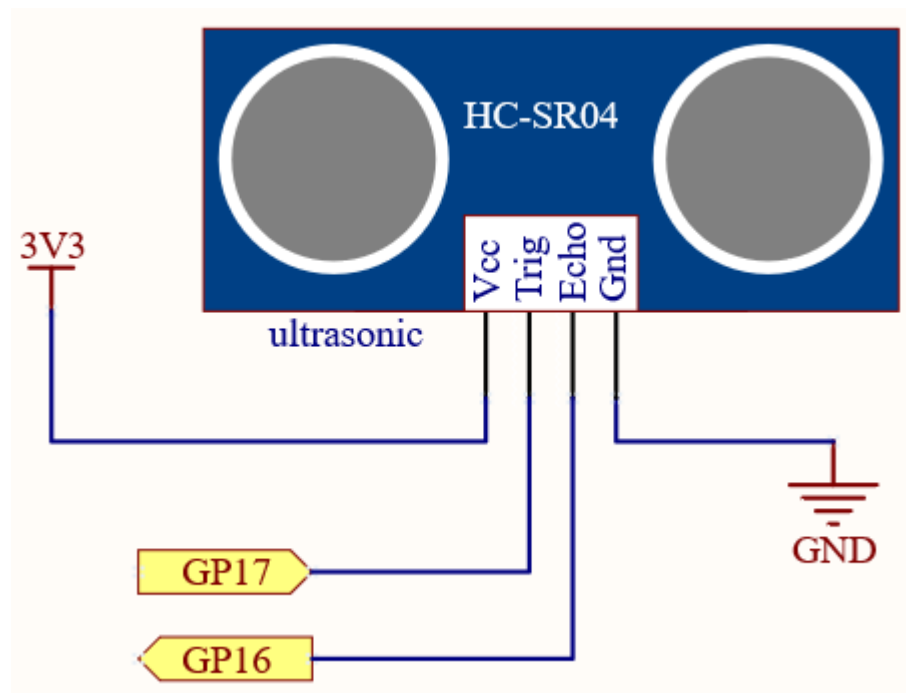 HC-SR04
3V3
Vcc
Trig
Echo
Gnd
ultrasonic
GP17
GND
GP16